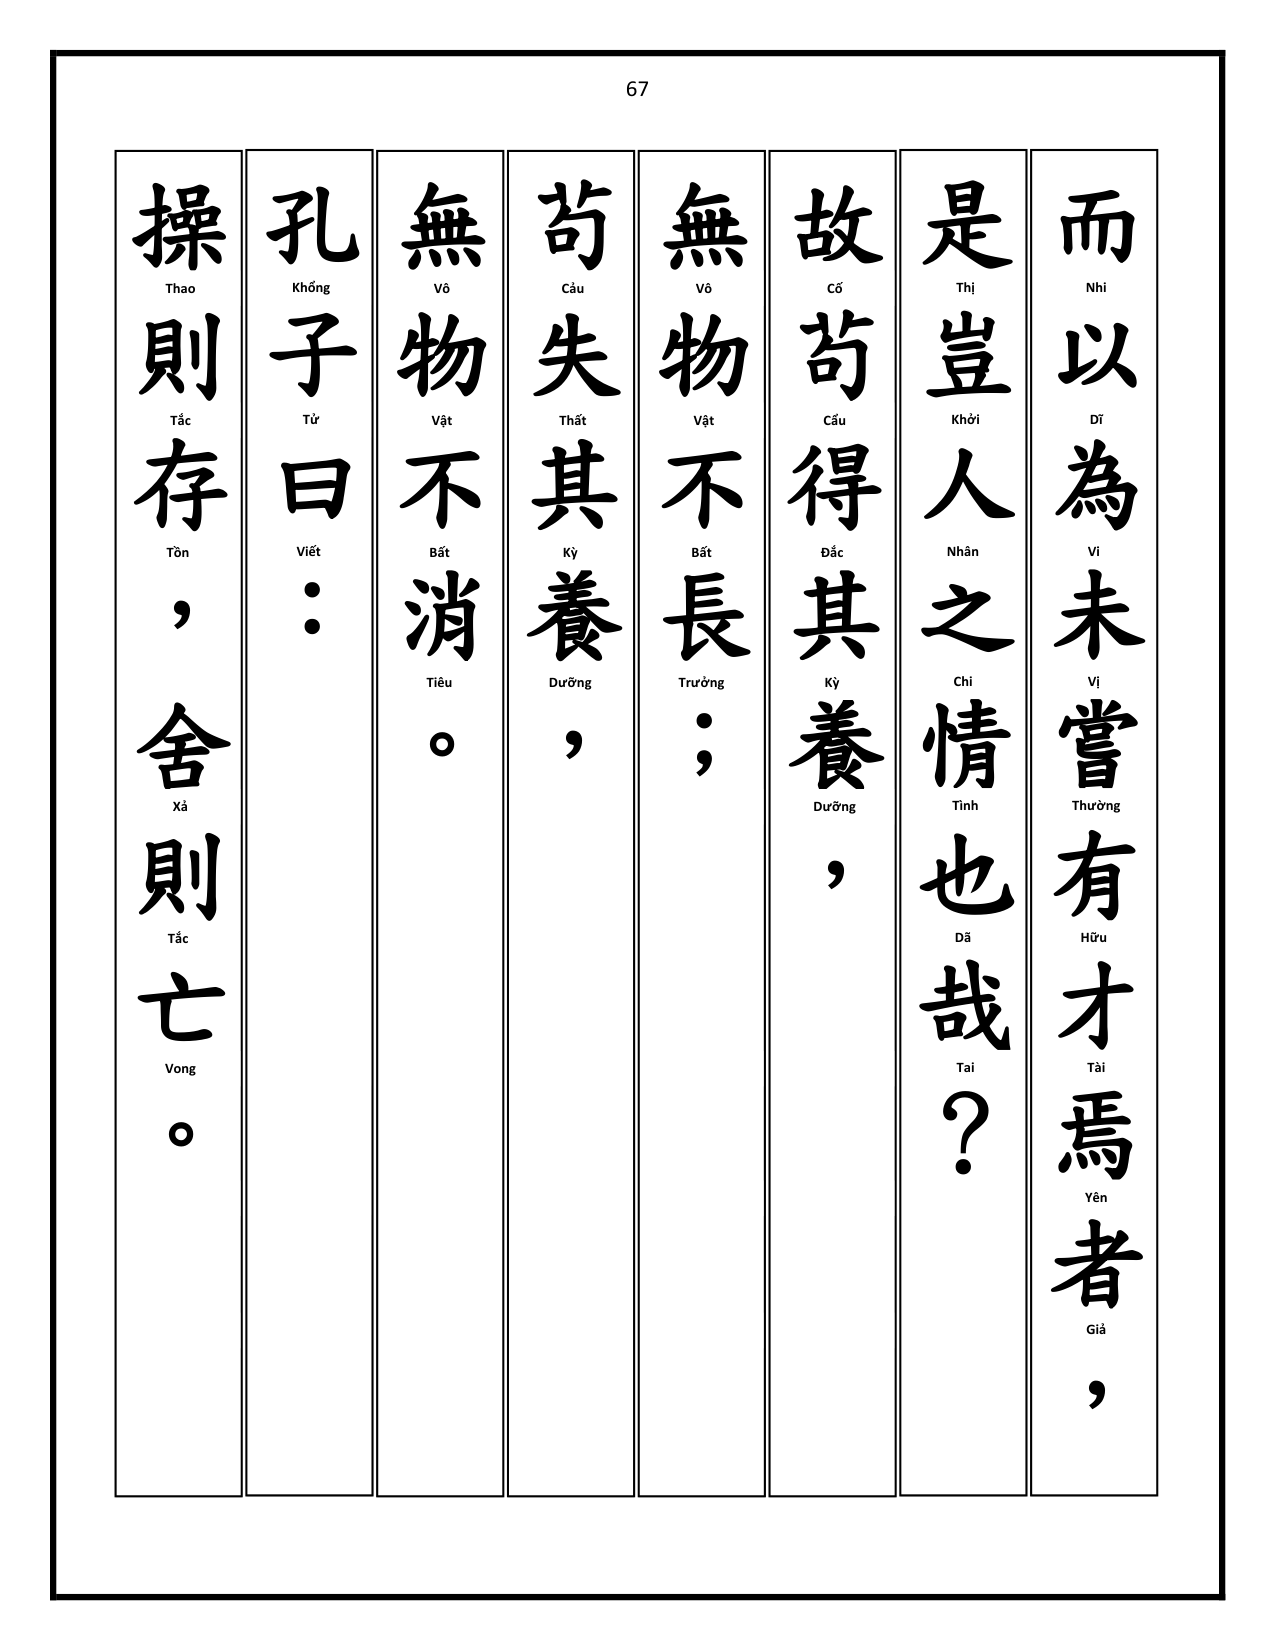 67
而以為未嘗有才焉者，
Nhi Dĩ Vi Vị Thường Hữu Tài Yên Giả
是豈人之情也哉？
Thị Khởi Nhân Chi Tình Dã Tai
故苟得其養，
Cố Cẩu Đắc Kỳ Dưỡng
無物不長；
Vô Vật Bất Trưởng
苟失其養，
Cảu Thất Kỳ Dưỡng
無物不消。
Vô Vật Bất Tiêu
孔子曰：
Khổng Tử Viết
操則存，舍則亡。
Thao Tắc Tồn Xả Tắc Vong